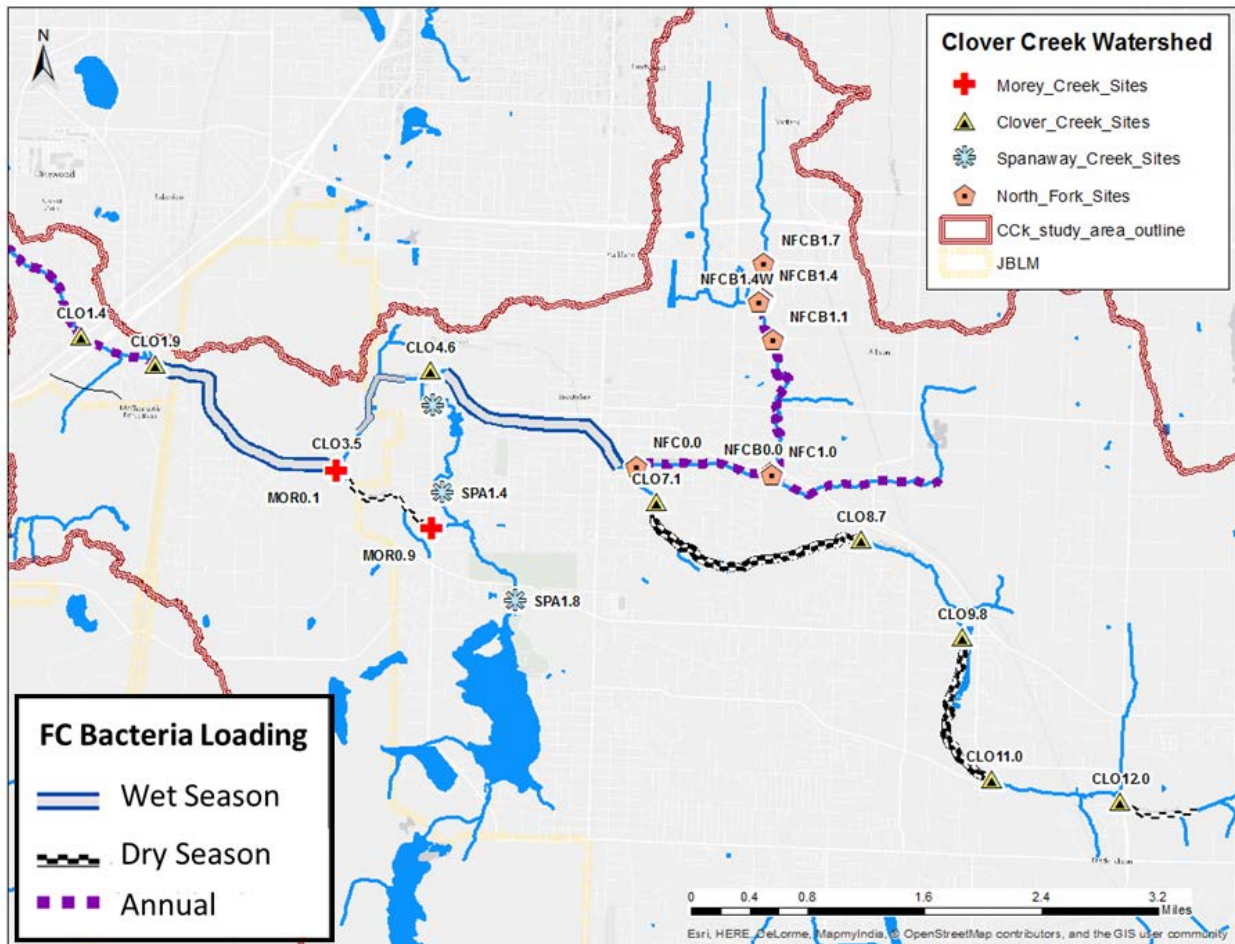 N
Clover Creek Watershed
Morey_Creek_Sites
Clover_Creek_Sites
Spanaway_Creek_Sites
North_Fork_Sites
CCk_study_area_outline
JBLM
NFCB1.7
NFCB1.4
NFCB1.4W
NFCB1.1
CLO1.4
CLO1.9
CLO4.6
CLO3.5
NFC0.0
NFCB0.0
NFC1.0
CLO7.1
MOR0.1
SPA1.4
CLO8.7
MOR0.9
SPA1.8
CLO9.8
CLO11.0
CLO12.0
FC Bacteria Loading
Wet Season
Dry Season
Annual
0 0.4 0.8 1.6 2.4 3.2
Miles
Esri, HERE, DeLorme, MapmyIndia, © OpenStreetMap contributors, and the GIS user community